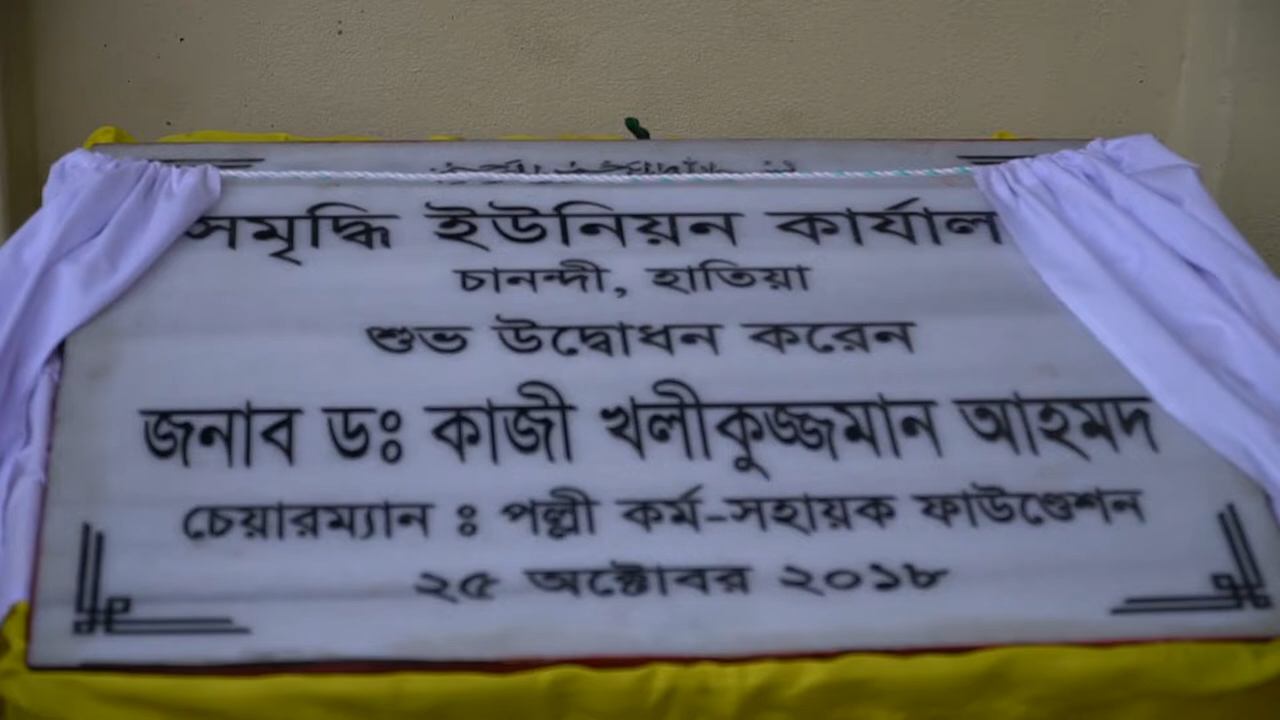 সমৃদ্ধি ইউনিয়ন কার্যাল
চানন্দী, হাতিয়া
শুভ উদ্বোধন করেন
জনাব ডঃ কাজী খলীকুজ্জমান আহমদ
চেয়ারম্যান ঃ পল্লী কর্ম-সহায়ক ফাউণ্ডেশন
২৫ অক্টোবর ২০১৮